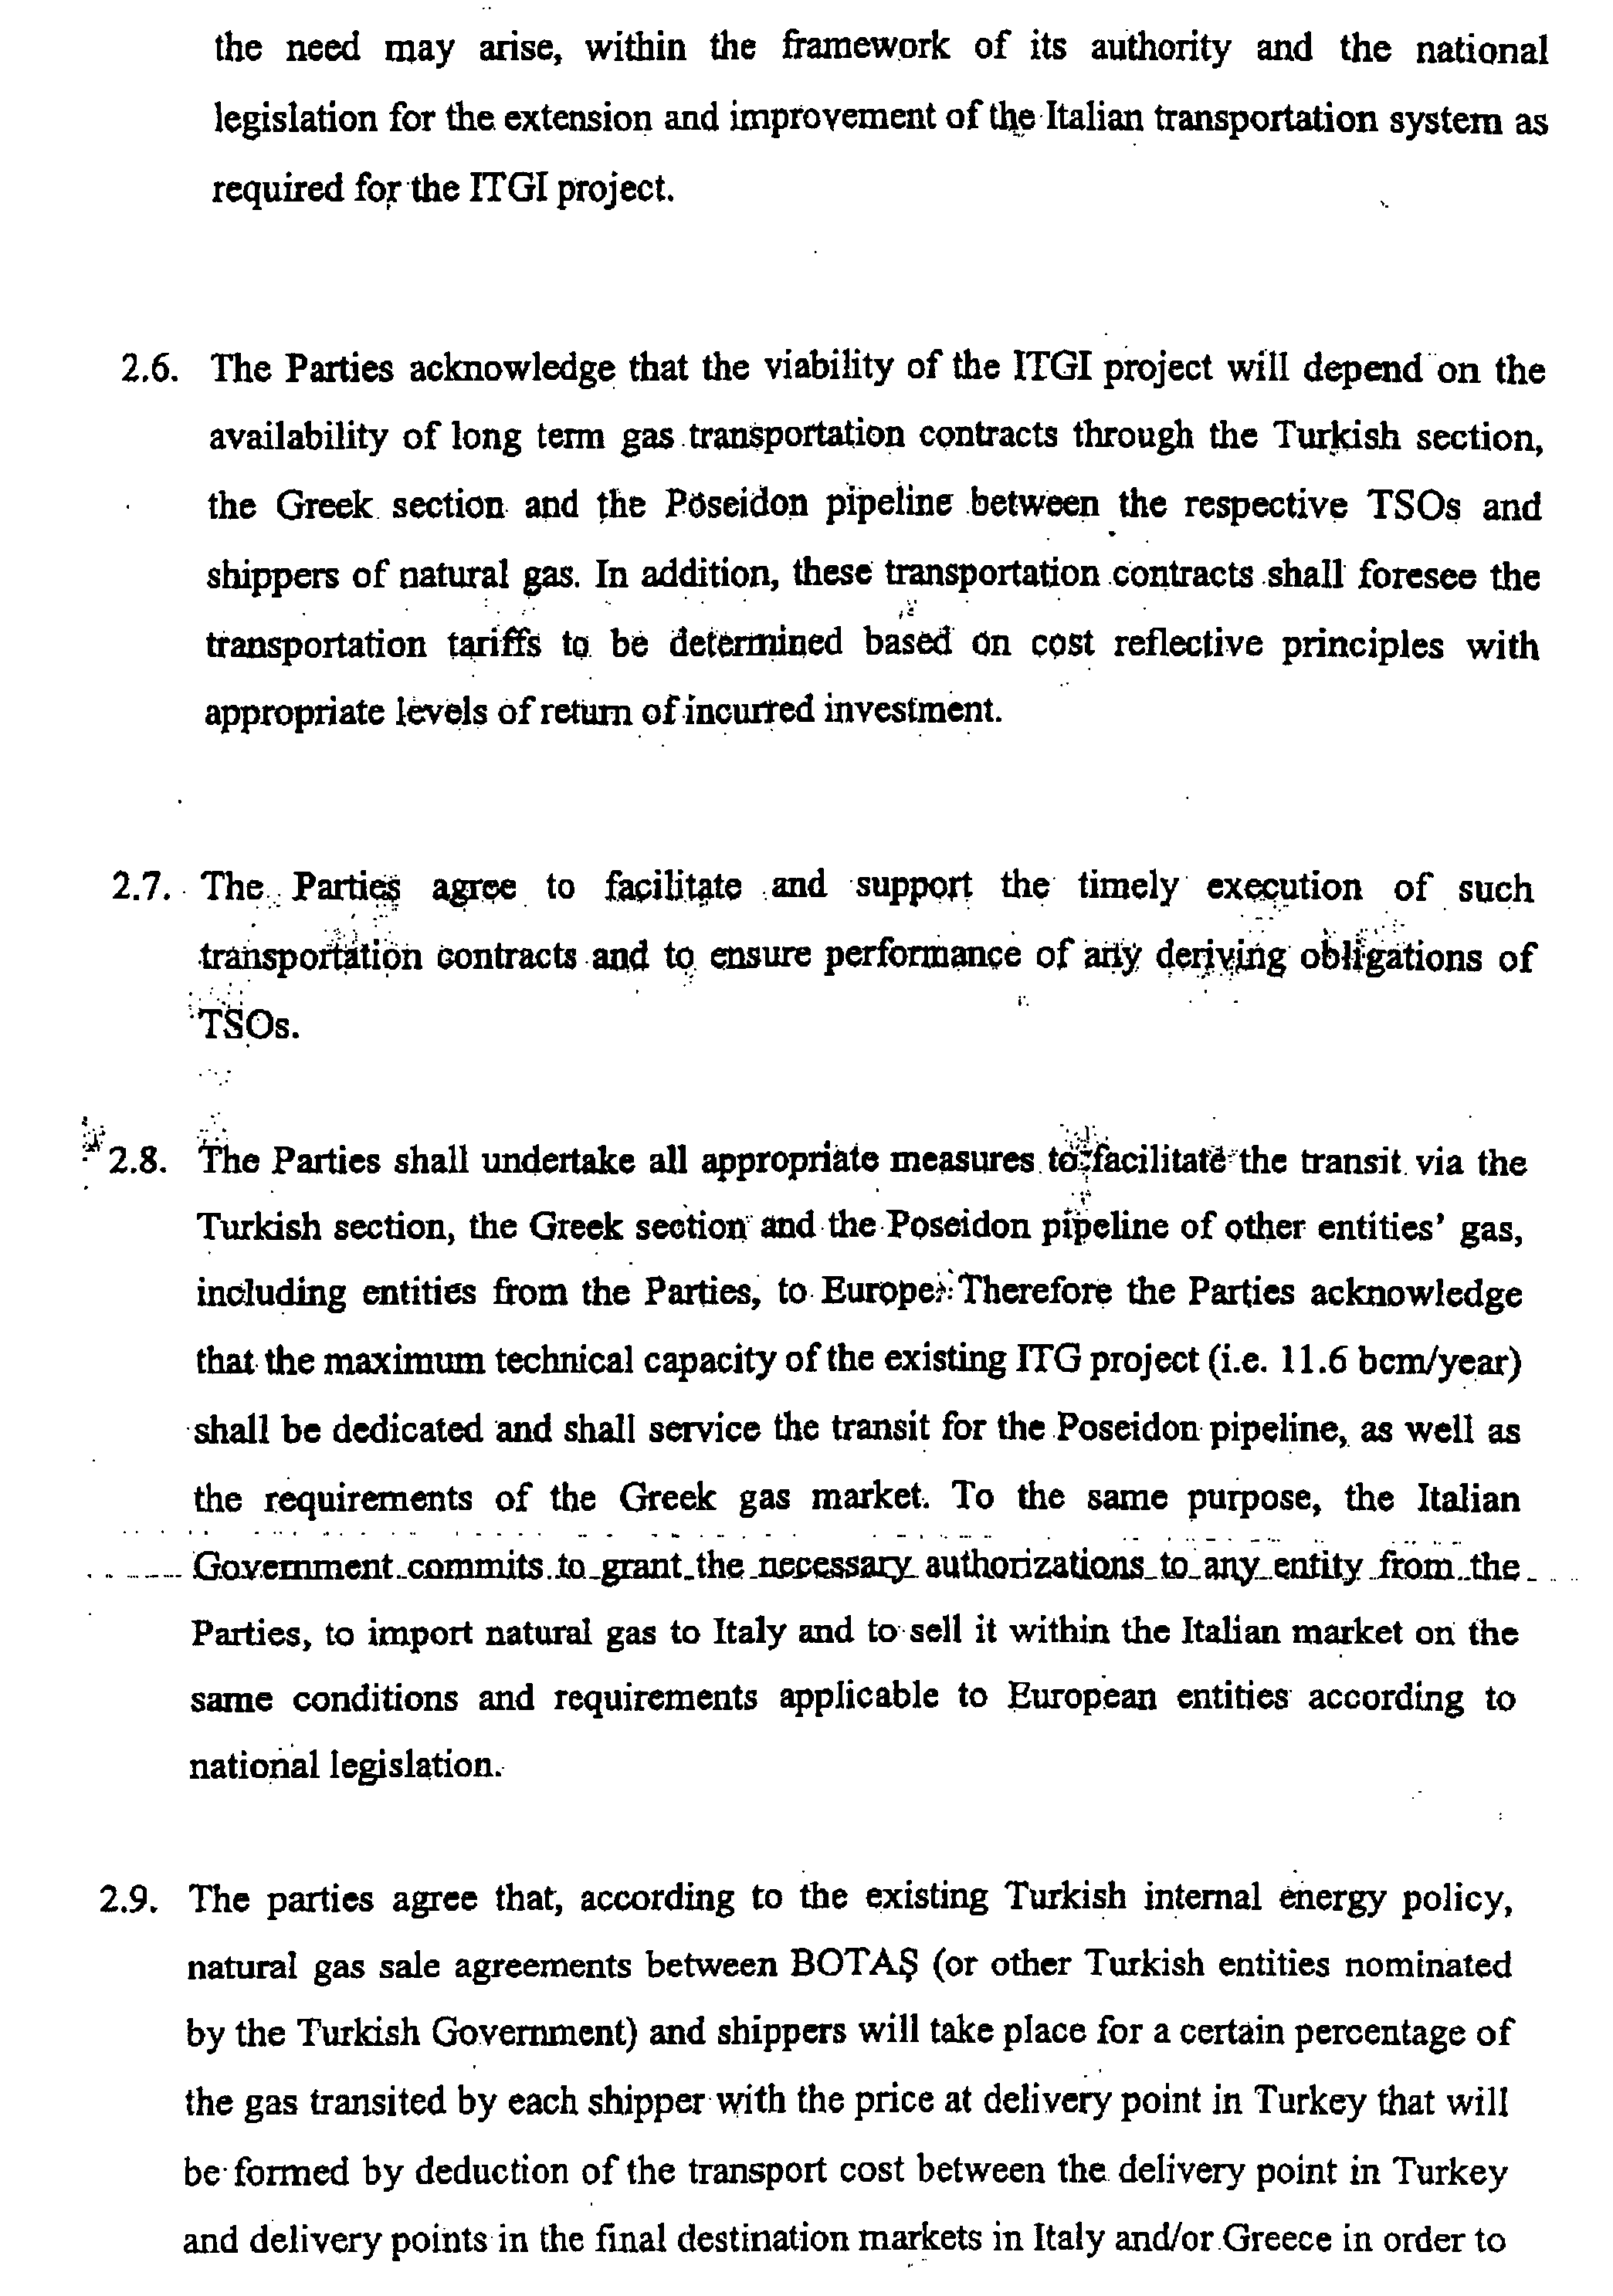 the need may arise, within the framework of its authority and the national
legislation for the extension and improvement of the Italian transportation system as
required for the ITGI project.
2.6. The Parties acknowledge that the viability of the ITGI project will depend on the
availability of long term gas transportation contracts through the Turkish section,
the Greek section and the Poseidon pipeline between the respective TSOs and
shippers of natural gas. In addition, these transportation contracts shall foresee the
transportation tariffs to be determined based on cost reflective principles with
appropriate levels of return of incurred investment.
2.7. The Parties agree to facilitate and support the timely execution of such
transportation contracts and to ensure performance of any deriving obligations of
TSOs.
2.8. The Parties shall undertake all appropriate measures to facilitate the transit via the
Turkish section, the Greek section and the Poseidon pipeline of other entities' gas,
including entities from the Parties, to Europe. Therefore the Parties acknowledge
that the maximum technical capacity of the existing ITG project (i.e. 11.6 bcm/year)
shall be dedicated and shall service the transit for the Poseidon pipeline, as well as
the requirements of the Greek gas market. To the same purpose, the Italian
Government commits to grant the necessary authorizations to any entity from the
Parties, to import natural gas to Italy and to sell it within the Italian market on the
same conditions and requirements applicable to European entities according to
national legislation.
2.9. The parties agree that, according to the existing Turkish internal energy policy,
natural gas sale agreements between BOTAŞ (or other Turkish entities nominated
by the Turkish Government) and shippers will take place for a certain percentage of
the gas transited by each shipper with the price at delivery point in Turkey that will
be formed by deduction of the transport cost between the delivery point in Turkey
and delivery points in the final destination markets in Italy and/or Greece in order to